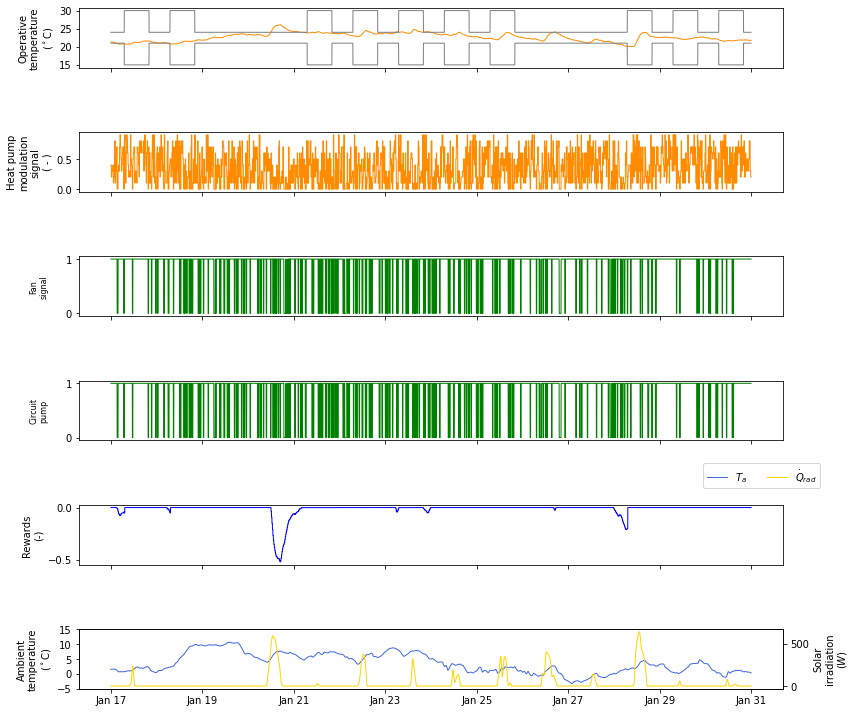 Operative
temperature
(°C)
30
25
20
15
Heat pump
modulation
signal
( - )
0.5
0.0
Fan
signal
1
0
Circuit
pump
1
0
T_a
Q̇_rad
Rewards
(-)
0.0
−0.5
Ambient
temperature
(°C)
15
10
5
0
−5
500
0
Solar
irradiation
(W)
Jan 17 Jan 19 Jan 21 Jan 23 Jan 25 Jan 27 Jan 29 Jan 31